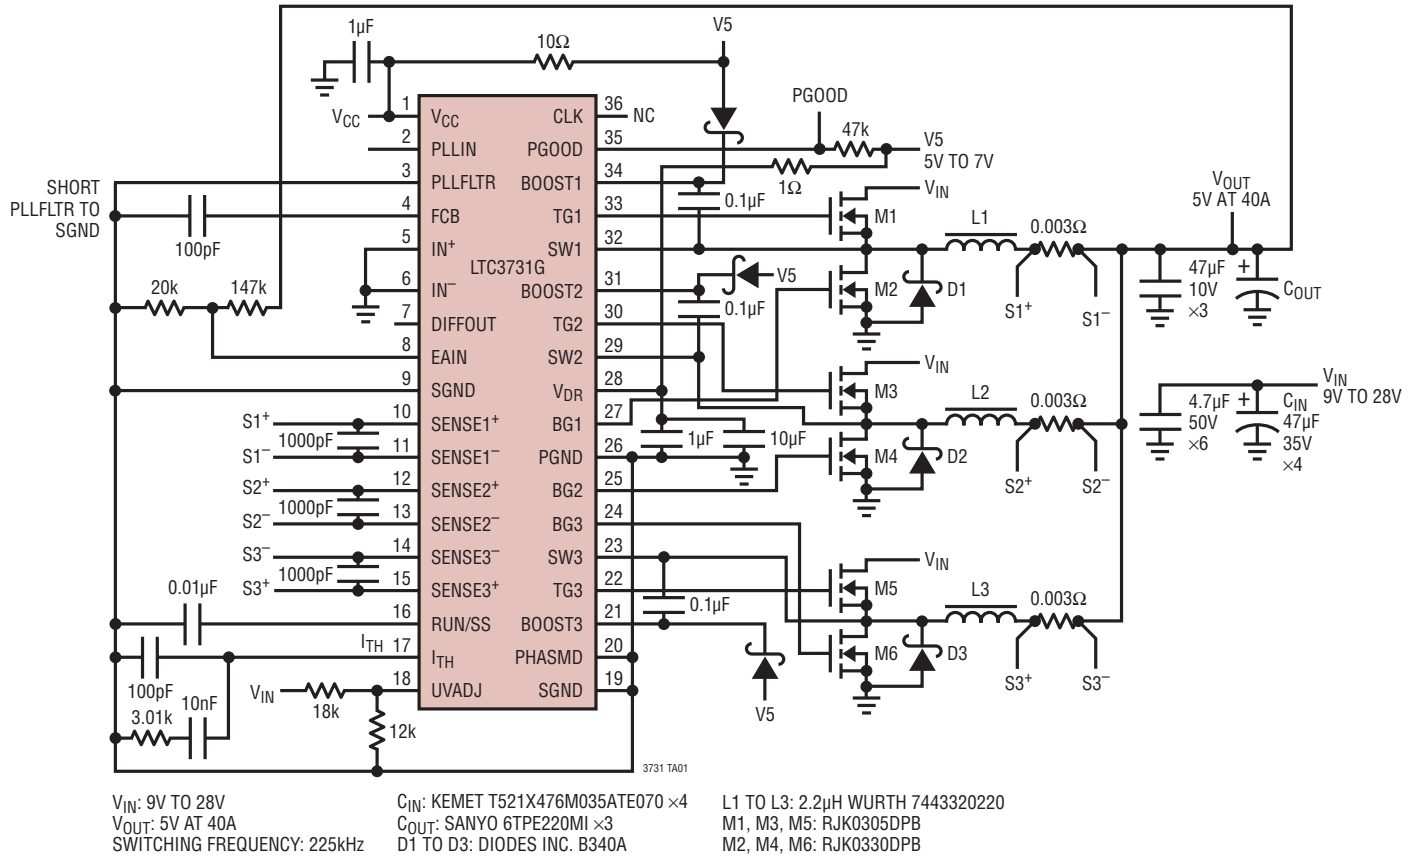 1µF
10Ω
V5
VCC
1
VCC
CLK
36
NC
PGOOD
2
PLLIN
PGOOD
35
47k
V5
5V TO 7V
3
PLLFLTR
BOOST1
34
1Ω
SHORT
PLLFLTR TO
SGND
100pF
4
FCB
TG1
33
0.1µF
VIN
M1
5
IN+
SW1
32
L1
0.003Ω
VOUT
5V AT 40A
LTC3731G
6
IN−
BOOST2
31
V5
0.1µF
M2
D1
S1+
S1−
47µF
10V
×3
+
COUT
20k
147k
7
DIFFOUT
TG2
30
8
EAIN
SW2
29
VIN
9
SGND
VDR
28
M3
L2
0.003Ω
VIN
9V TO 28V
4.7µF
50V
×6
+
CIN
47µF
35V
×4
S1+
10
SENSE1+
BG1
27
1000pF
1µF
10µF
S1−
11
SENSE1−
PGND
26
M4
D2
S2+
S2−
S2+
12
SENSE2+
BG2
25
1000pF
S2−
13
SENSE2−
BG3
24
S3−
14
SENSE3−
SW3
23
VIN
1000pF
S3+
15
SENSE3+
TG3
22
M5
L3
0.003Ω
0.01µF
0.1µF
16
RUN/SS
BOOST3
21
ITH
17
ITH
PHASMD
20
M6
D3
S3+
S3−
100pF
VIN
18k
18
UVADJ
SGND
19
V5
3.01k
10nF
12k
3731 TA01
VIN: 9V TO 28V
VOUT: 5V AT 40A
SWITCHING FREQUENCY: 225kHz
CIN: KEMET T521X476M035ATE070 ×4
COUT: SANYO 6TPE220MI ×3
D1 TO D3: DIODES INC. B340A
L1 TO L3: 2.2µH WURTH 7443320220
M1, M3, M5: RJK0305DPB
M2, M4, M6: RJK0330DPB